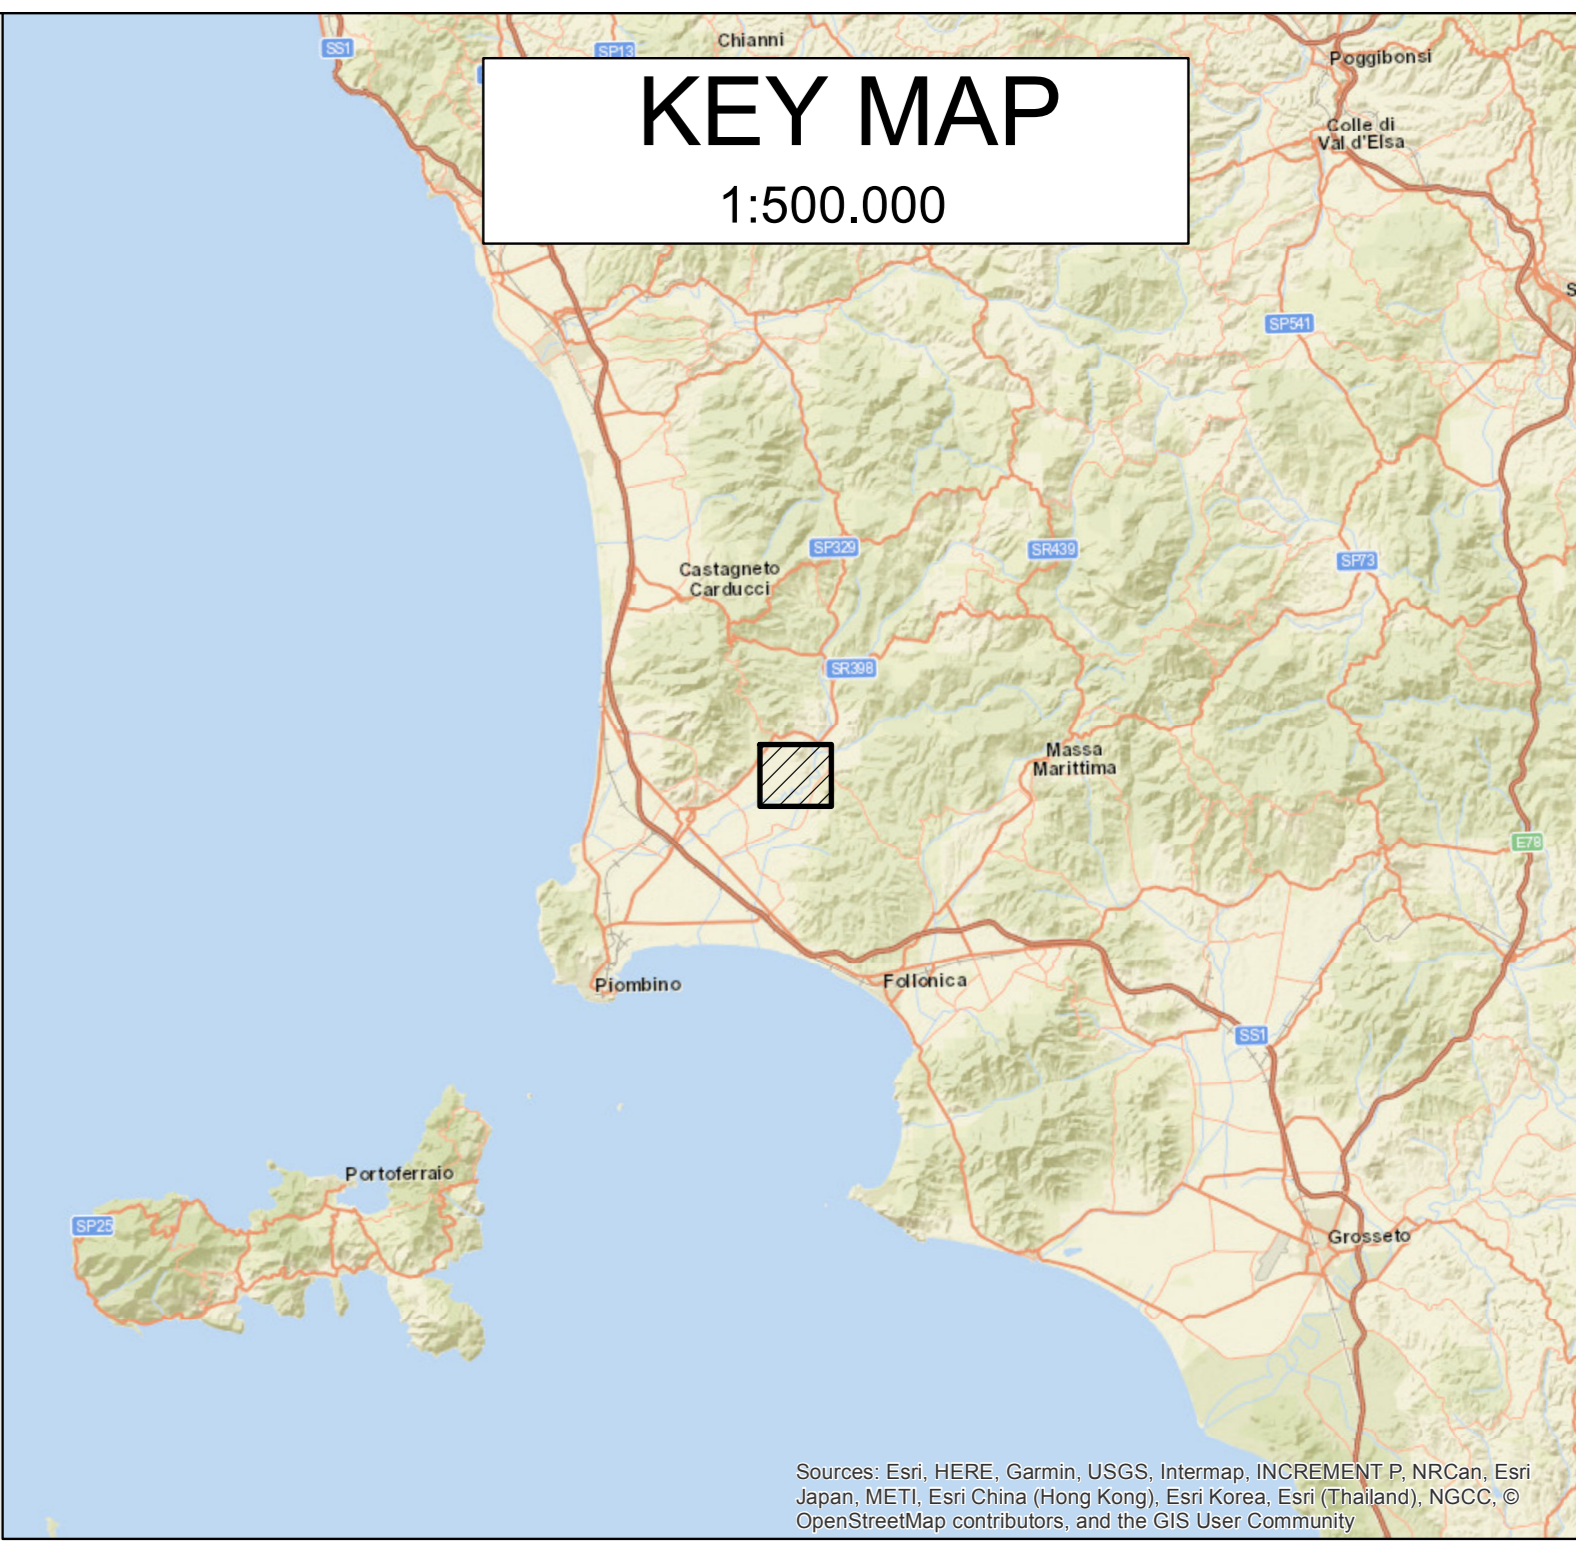 SS1
SP13
Chianni
Poggibonsi
KEY MAP
1:500.000
Colle di
Val d'Elsa
SP541
SP329
SR439
SP73
Castagneto
Carducci
SR398
Massa
Marittima
E78
Piombino
Follonica
SS1
Portoferraio
SP25
Grosseto
Sources: Esri, HERE, Garmin, USGS, Intermap, INCREMENT P, NRCan, Esri
Japan, METI, Esri China (Hong Kong), Esri Korea, Esri (Thailand), NGCC, ©
OpenStreetMap contributors, and the GIS User Community